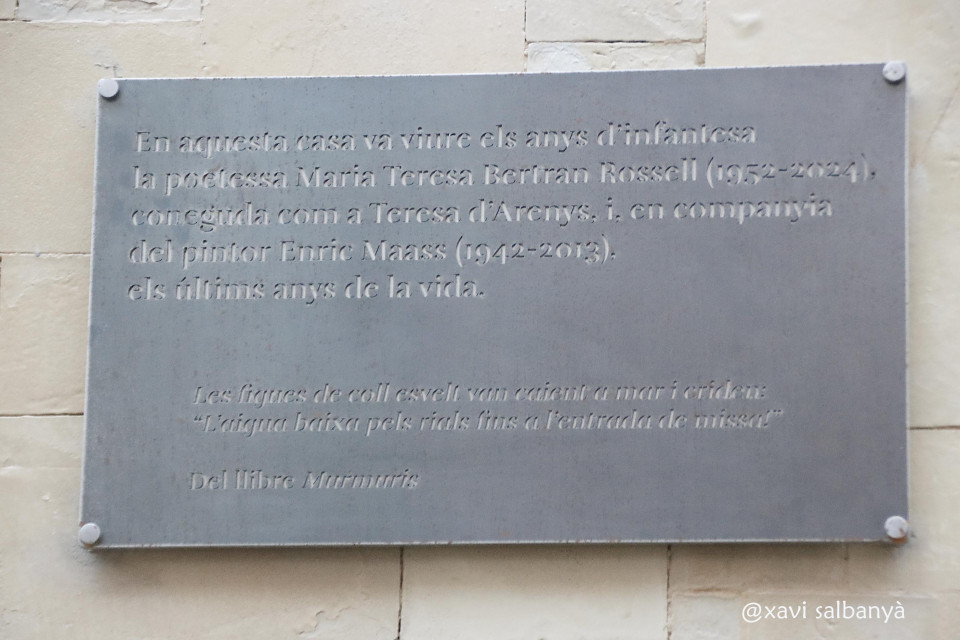 En aquesta casa va viure els anys d'infantesa
la poetessa Maria Teresa Bertran Rossell (1952-2024),
coneguda com a Teresa d'Arenys, i, en companyia
del pintor Enric Maass (1942-2013),
els últims anys de la vida.
Les figues de coll esvelt van caient a mar i criden:
“L'aigua baixa pels rials fins a l'entrada de missa!”
Del llibre Murmuris
@xavi salbanyà